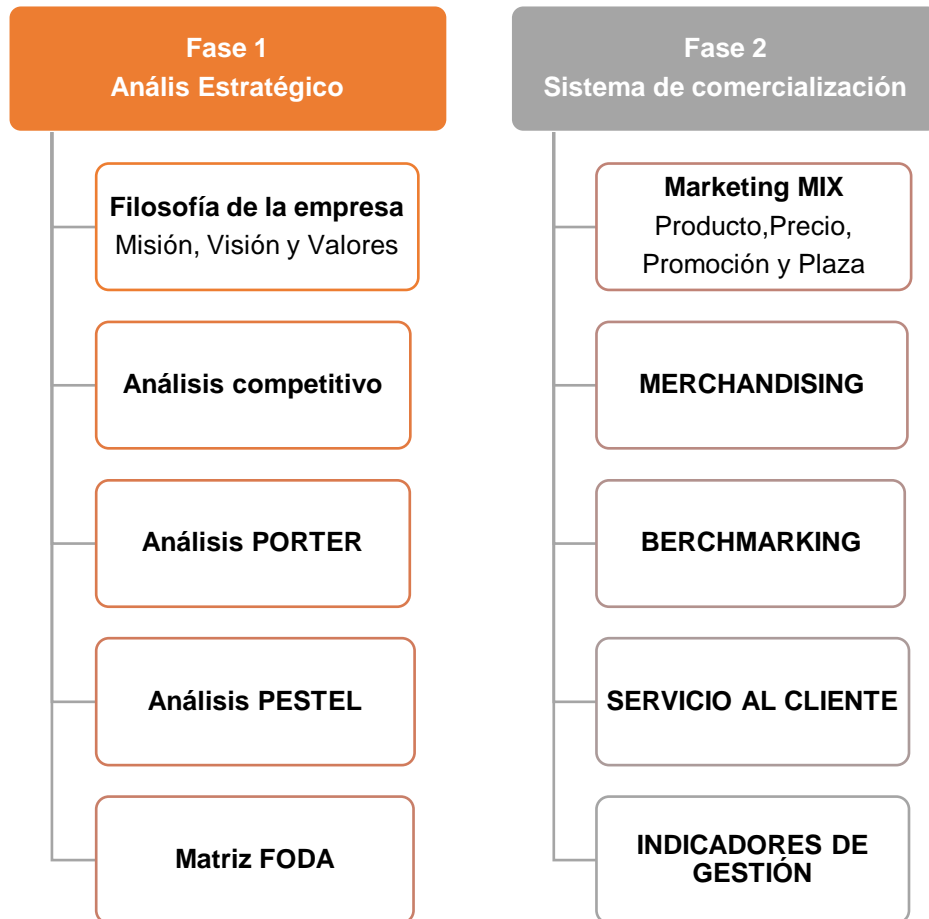 Fase 1
Anális Estratégico
Filosofía de la empresa
Misión, Visión y Valores
Análisis competitivo
Análisis PORTER
Análisis PESTEL
Matriz FODA
Fase 2
Sistema de comercialización
Marketing MIX
Producto,Precio,
Promoción y Plaza
MERCHANDISING
BERCHMARKING
SERVICIO AL CLIENTE
INDICADORES DE
GESTIÓN